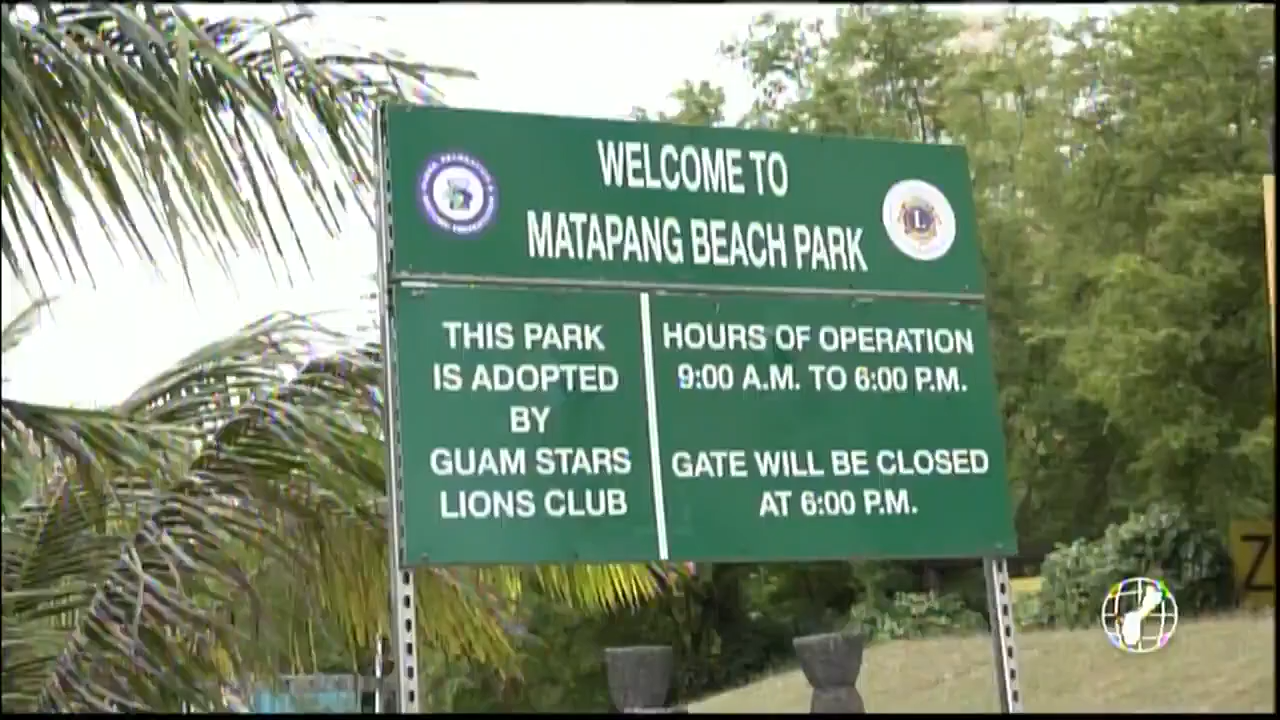 WELCOME TO
MATAPANG BEACH PARK
THIS PARK
IS ADOPTED
BY
GUAM STARS
LIONS CLUB
HOURS OF OPERATION
9:00 A.M. TO 6:00 P.M.
GATE WILL BE CLOSED
AT 6:00 P.M.
L
Z